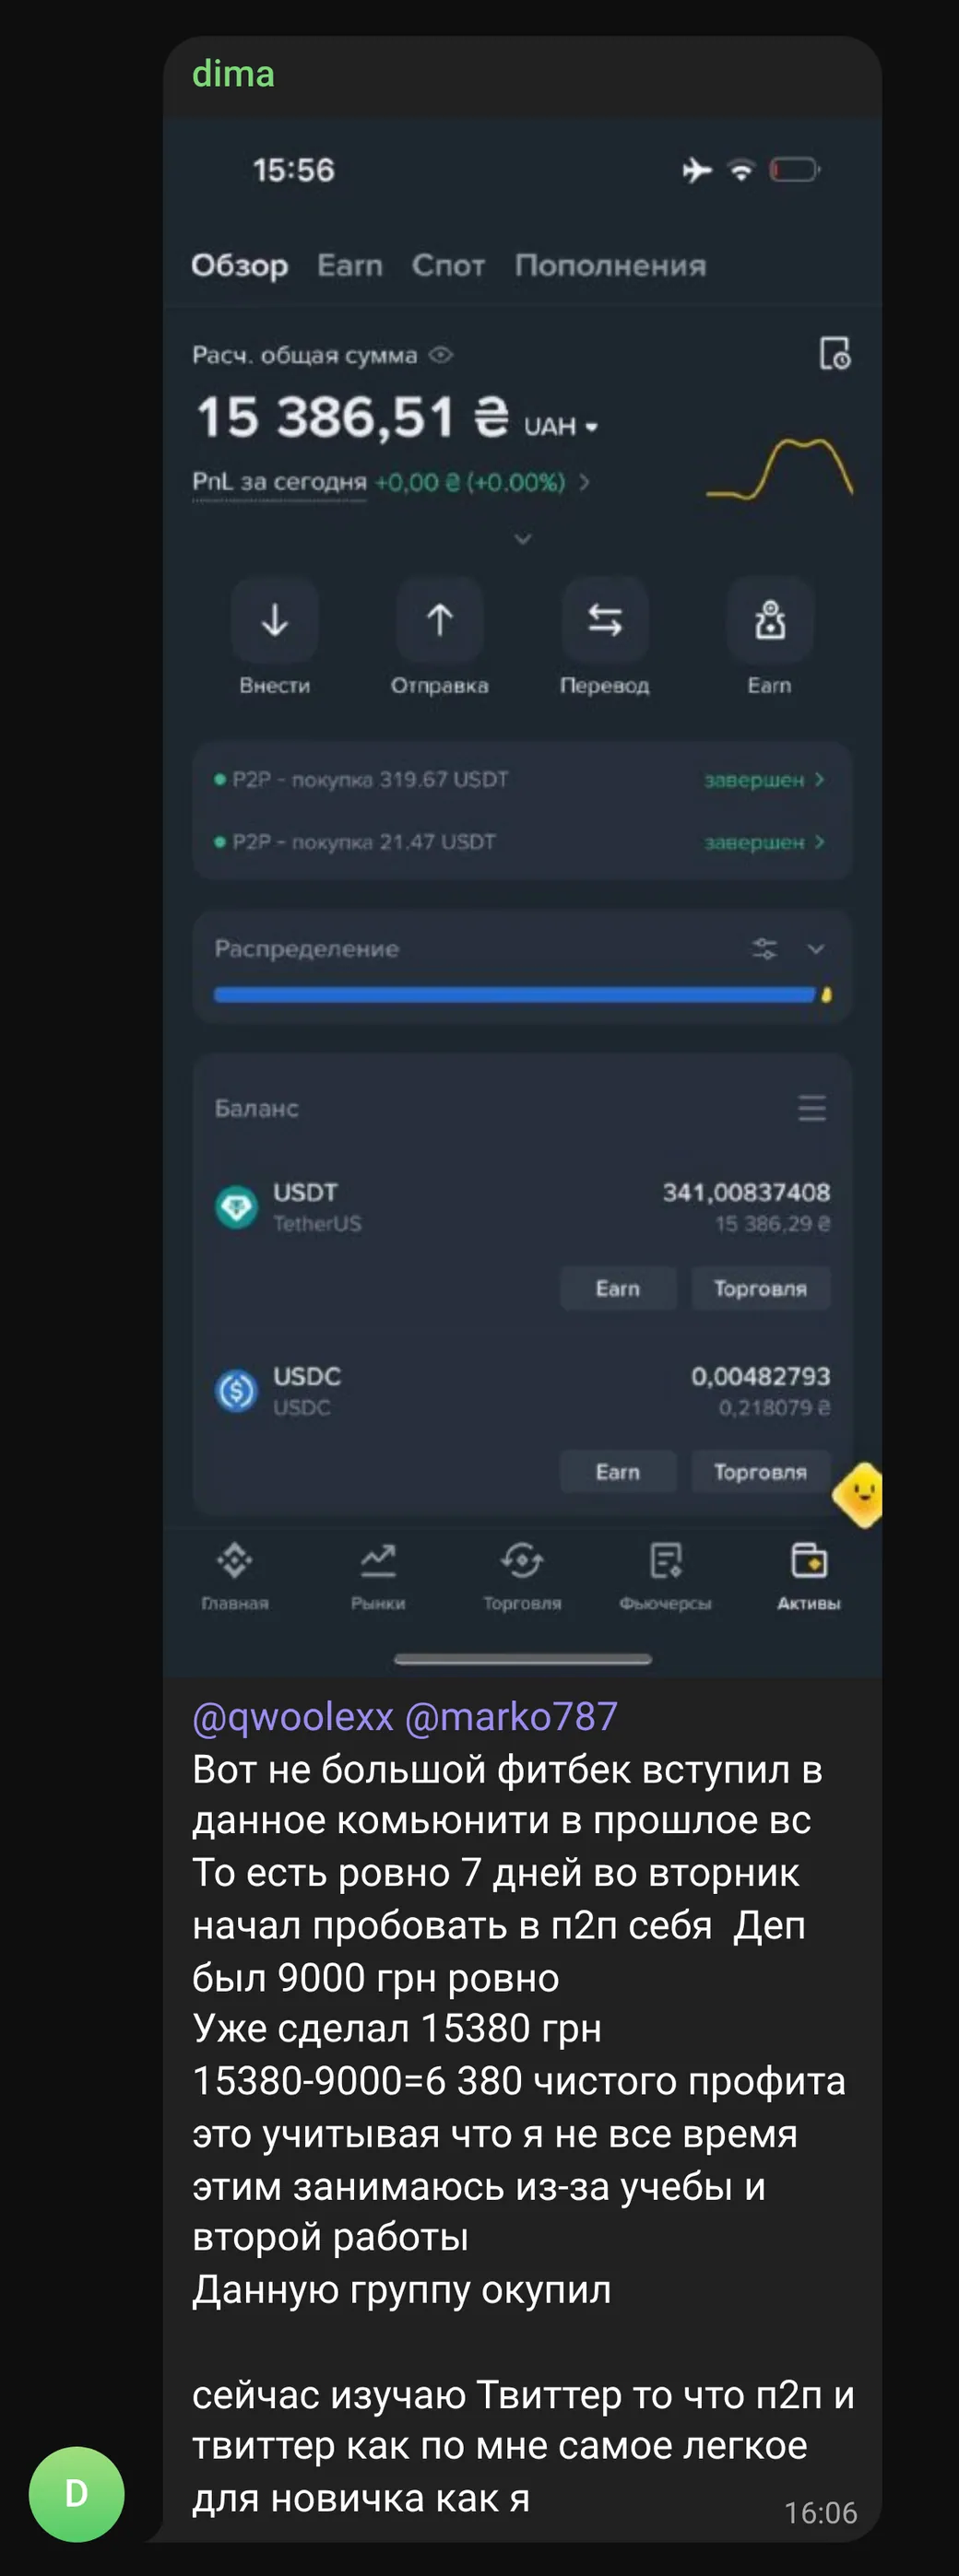 dima
15:56
Обзор Earn Спот Пополнения
Расч. общая сумма
15 386,51 ₴ UAH
PnL за сегодня +0,00 ₴ (+0.00%)
Внести Отправка Перевод Earn
P2P - покупка 319.67 USDT завершен
P2P - покупка 21.47 USDT завершен
Распределение
Баланс
USDT 341,00837408
TetherUS 15 386,29 ₴
Earn Торговля
USDC 0,00482793
USDC 0,218079 ₴
Earn Торговля
Главная Рынки Торговля Фьючерсы Активы
@qwoolexx @marko787
Вот не большой фитбек вступил в
данное комьюнити в прошлое вс
То есть ровно 7 дней во вторник
начал пробовать в п2п себя  Деп
был 9000 грн ровно
Уже сделал 15380 грн
15380-9000=6 380 чистого профита
это учитывая что я не все время
этим занимаюсь из-за учебы и
второй работы
Данную группу окупил
сейчас изучаю Твиттер то что п2п и
твиттер как по мне самое легкое
для новичка как я
16:06
D